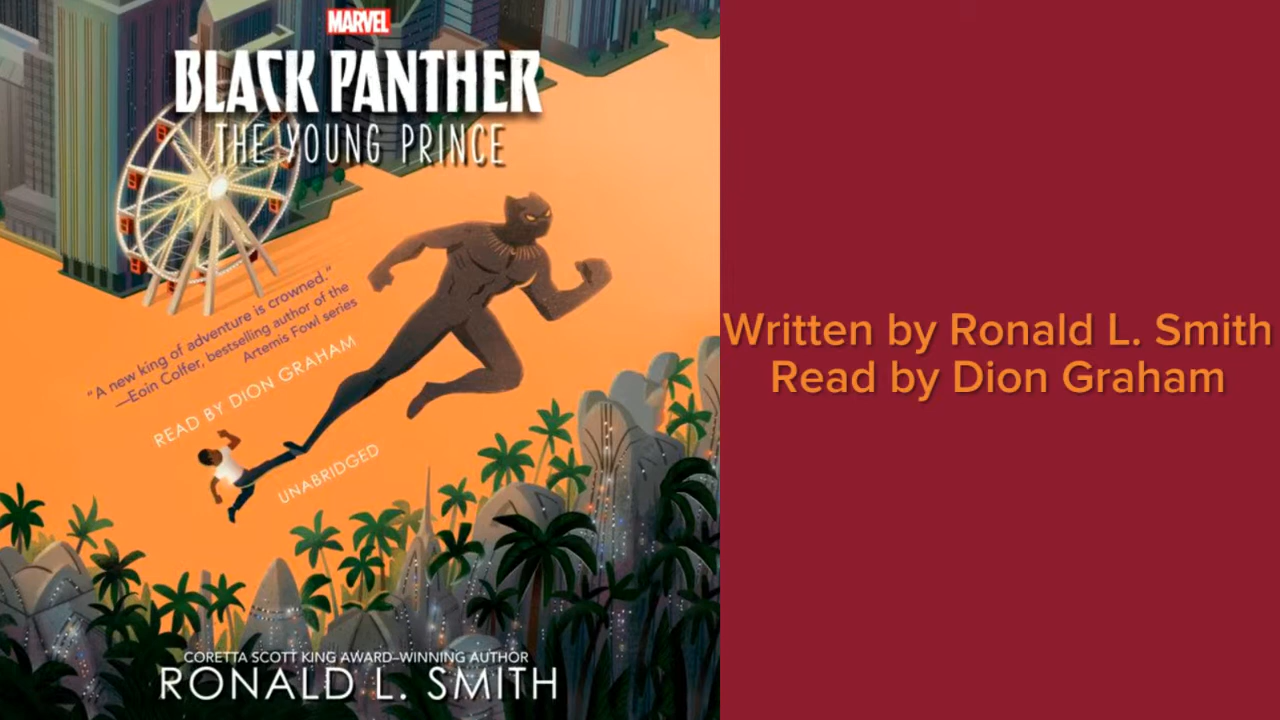 MARVEL
BLACK PANTHER
THE YOUNG PRINCE
“A new king of adventure is crowned.”
—Eoin Colfer, bestselling author of the
Artemis Fowl series
READ BY DION GRAHAM
UNABRIDGED
CORETTA SCOTT KING AWARD–WINNING AUTHOR
RONALD L. SMITH
Written by Ronald L. Smith
Read by Dion Graham